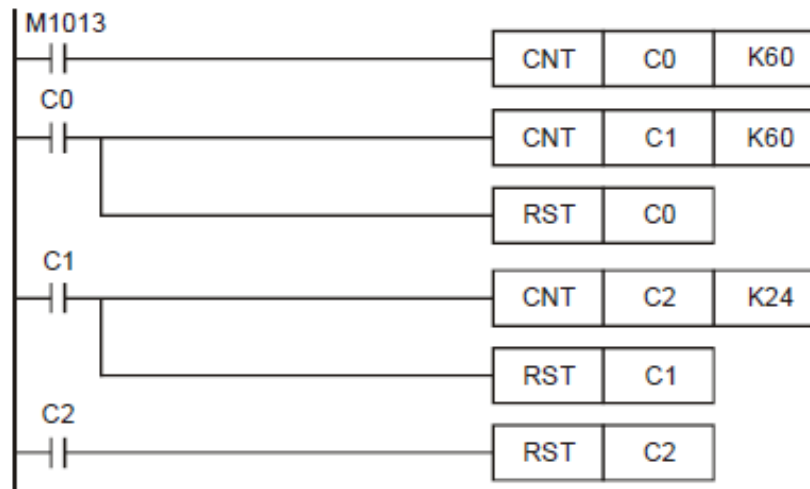 M1013
CNT C0 K60
C0
CNT C1 K60
RST C0
C1
CNT C2 K24
RST C1
C2
RST C2